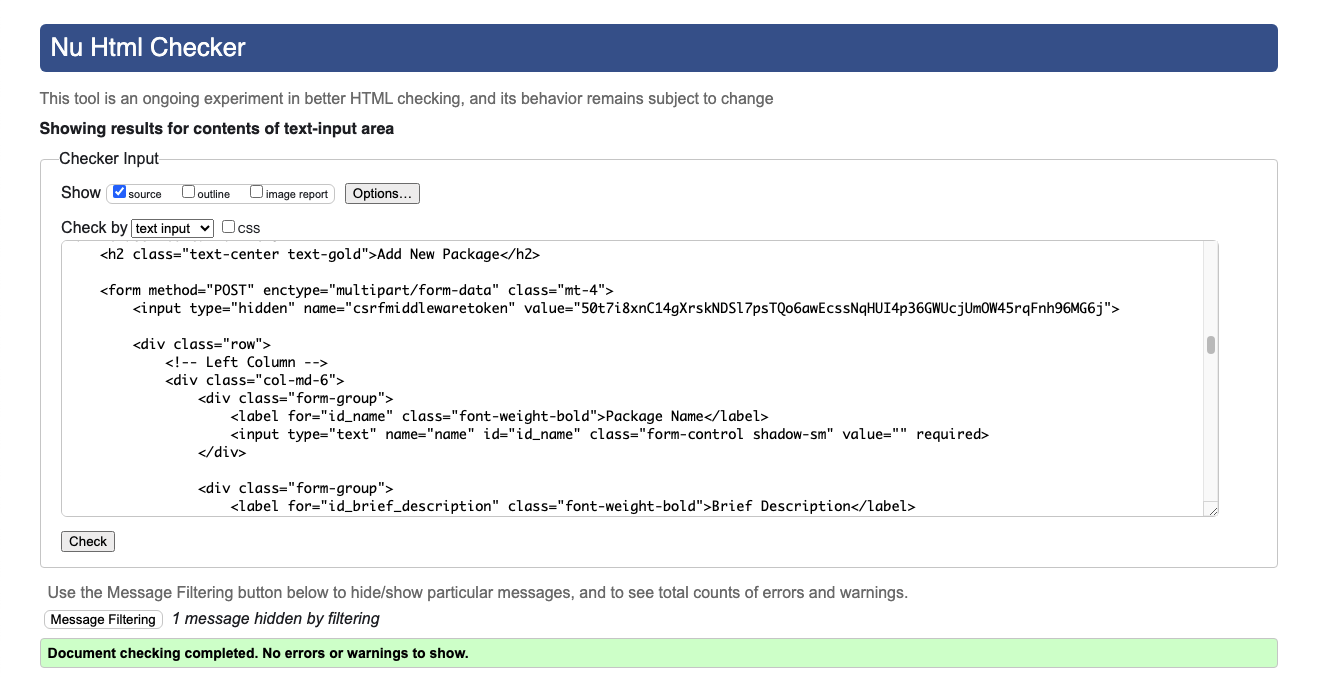 Nu Html Checker
This tool is an ongoing experiment in better HTML checking, and its behavior remains subject to change
Showing results for contents of text-input area
Checker Input
Show source outline image report Options...
Check by text input css
<h2 class="text-center text-gold">Add New Package</h2>
<form method="POST" enctype="multipart/form-data" class="mt-4">
<input type="hidden" name="csrfmiddlewaretoken" value="50t7i8xnC14gXrskNDSl7psTQo6awEcssNqHUI4p36GWUcjUmOW45rqFnh96MG6j">
<div class="row">
<!-- Left Column -->
<div class="col-md-6">
<div class="form-group">
<label for="id_name" class="font-weight-bold">Package Name</label>
<input type="text" name="name" id="id_name" class="form-control shadow-sm" value="" required>
</div>
<div class="form-group">
<label for="id_brief_description" class="font-weight-bold">Brief Description</label>
Check
Use the Message Filtering button below to hide/show particular messages, and to see total counts of errors and warnings.
Message Filtering 1 message hidden by filtering
Document checking completed. No errors or warnings to show.